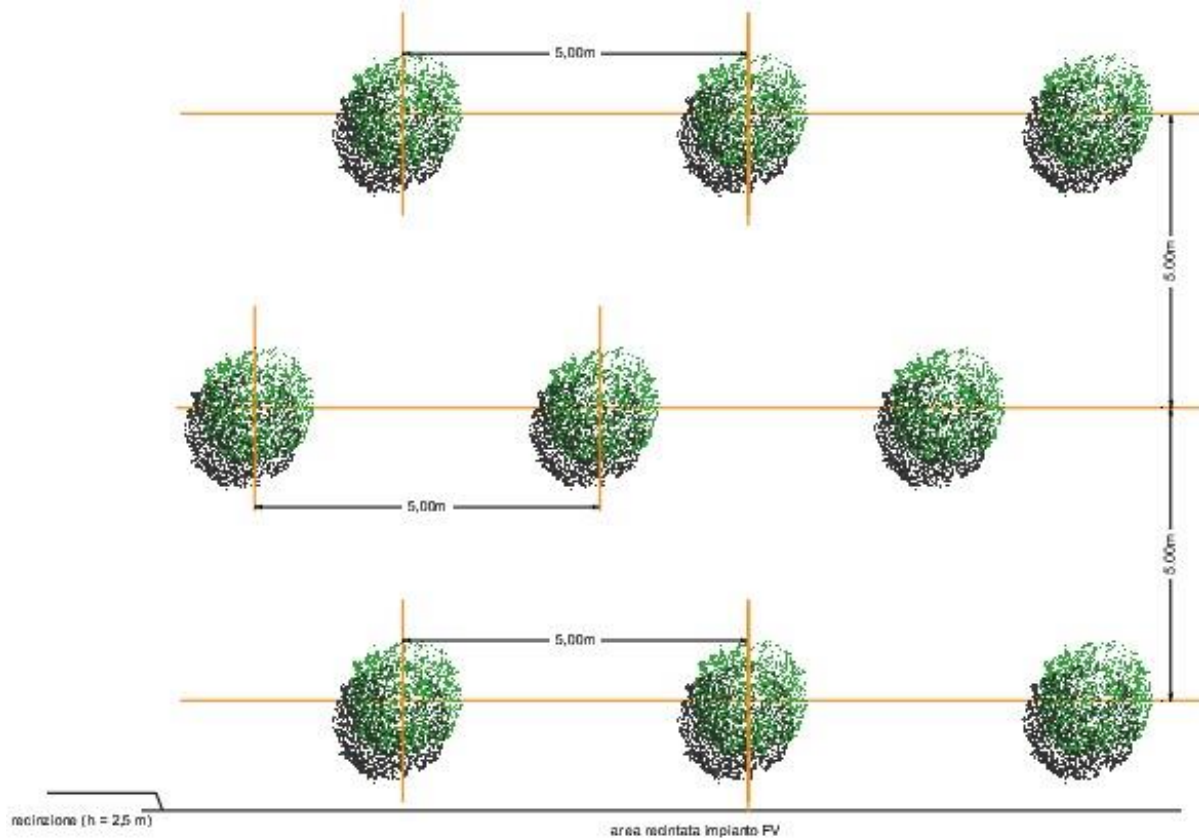 5,00m
5.00m
5,00m
5.00m
5,00m
recinzione (h = 2,5 m)
area recintata impianto FV